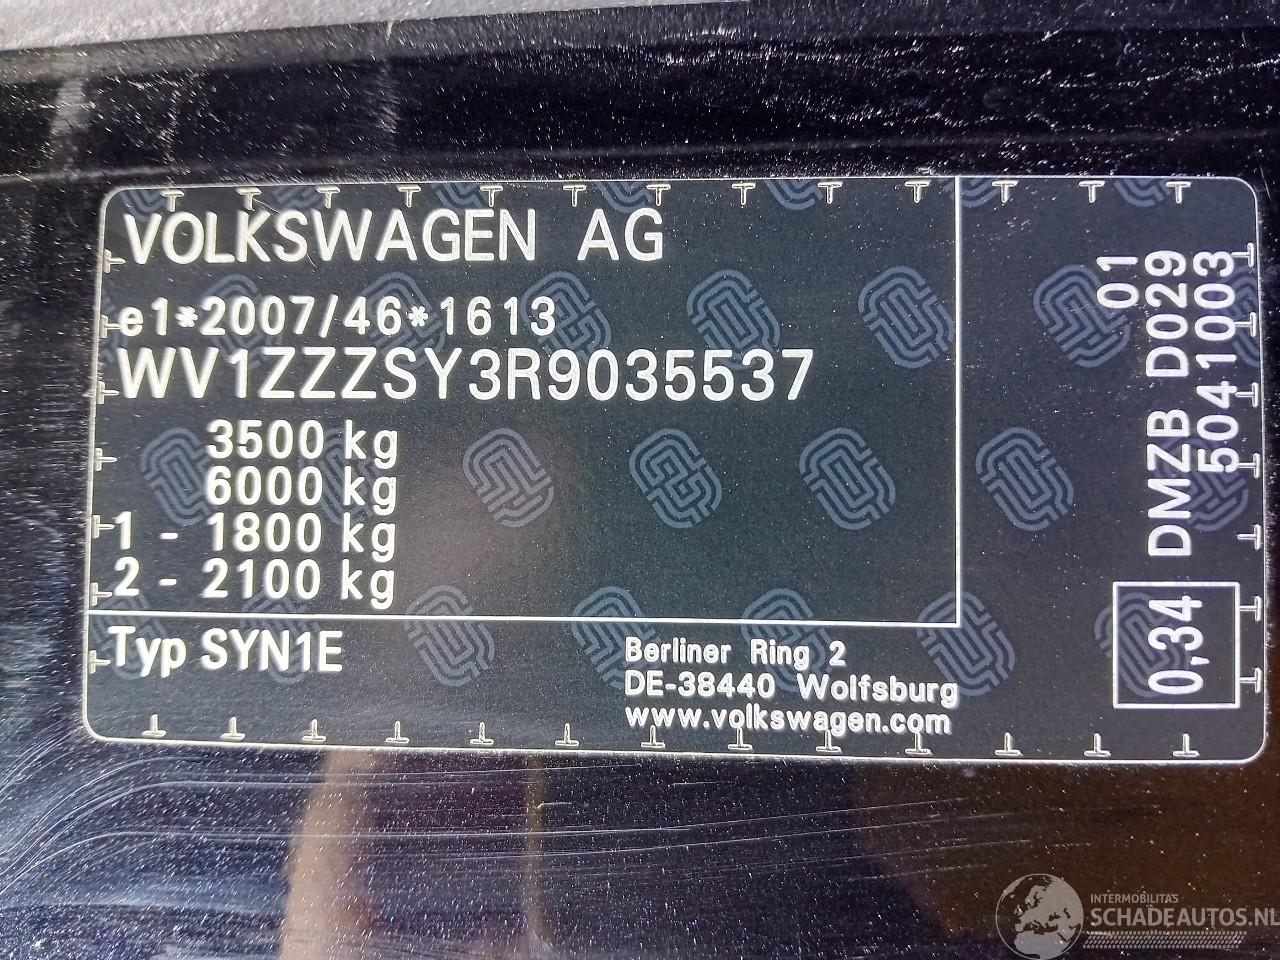 VOLKSWAGEN AG
e1*2007/46*1613
WV1ZZZSY3R9035537
3500 kg
6000 kg
1 - 1800 kg
2 - 2100 kg
Typ SYN1E
Berliner Ring 2
DE-38440 Wolfsburg
www.volkswagen.com
01
DMZB D029
5041003
0,34
INTERMOBILITAS
SCHADEAUTOS.NL